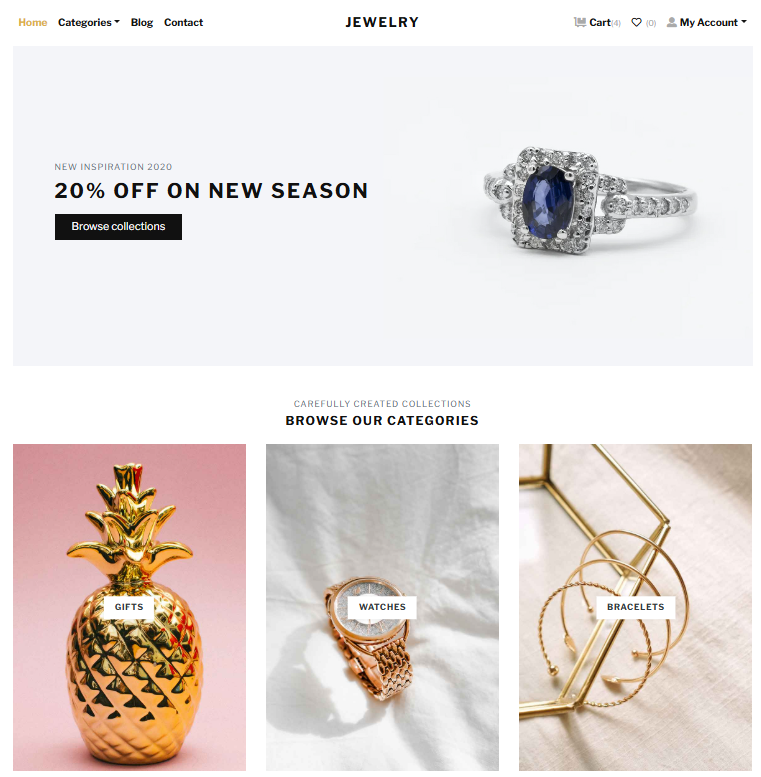 Home Categories Blog Contact JEWELRY Cart(4) (0) My Account
NEW INSPIRATION 2020
20% OFF ON NEW SEASON
Browse collections
CAREFULLY CREATED COLLECTIONS
BROWSE OUR CATEGORIES
GIFTS WATCHES BRACELETS